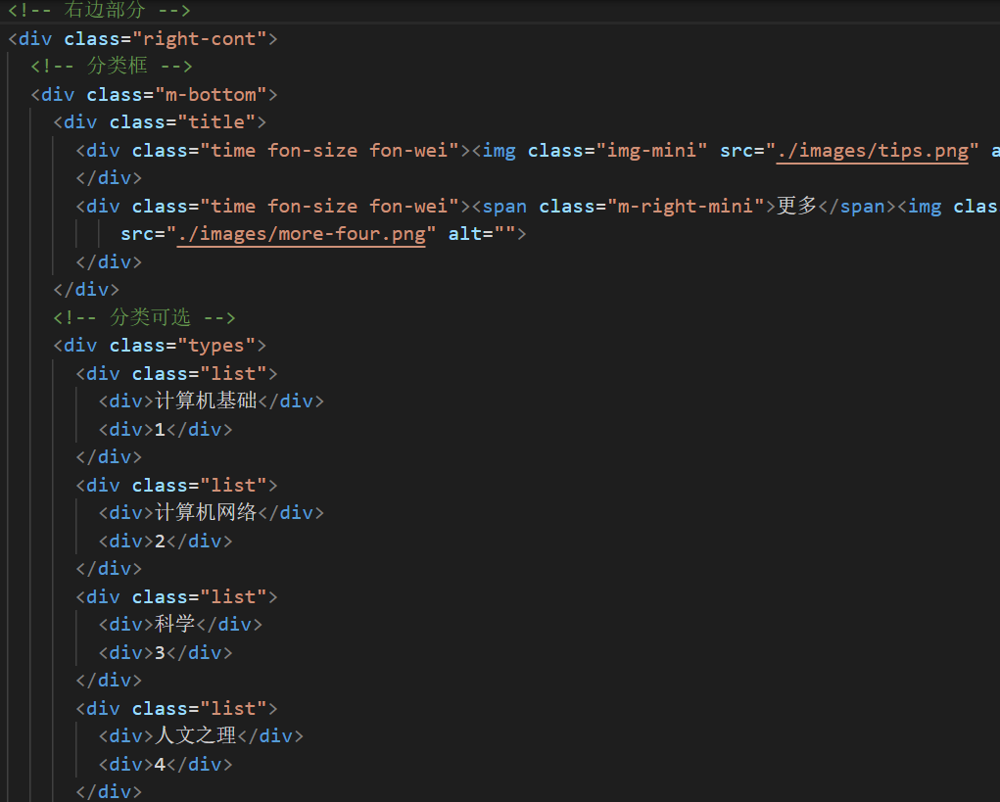 <!-- 右边部分 -->
<div class="right-cont">
<!-- 分类框 -->
<div class="m-bottom">
<div class="title">
<div class="time fon-size fon-wei"><img class="img-mini" src="./images/tips.png" a
</div>
<div class="time fon-size fon-wei"><span class="m-right-mini">更多</span><img clas
src="./images/more-four.png" alt="">
</div>
</div>
<!-- 分类可选 -->
<div class="types">
<div class="list">
<div>计算机基础</div>
<div>1</div>
</div>
<div class="list">
<div>计算机网络</div>
<div>2</div>
</div>
<div class="list">
<div>科学</div>
<div>3</div>
</div>
<div class="list">
<div>人文之理</div>
<div>4</div>
</div>